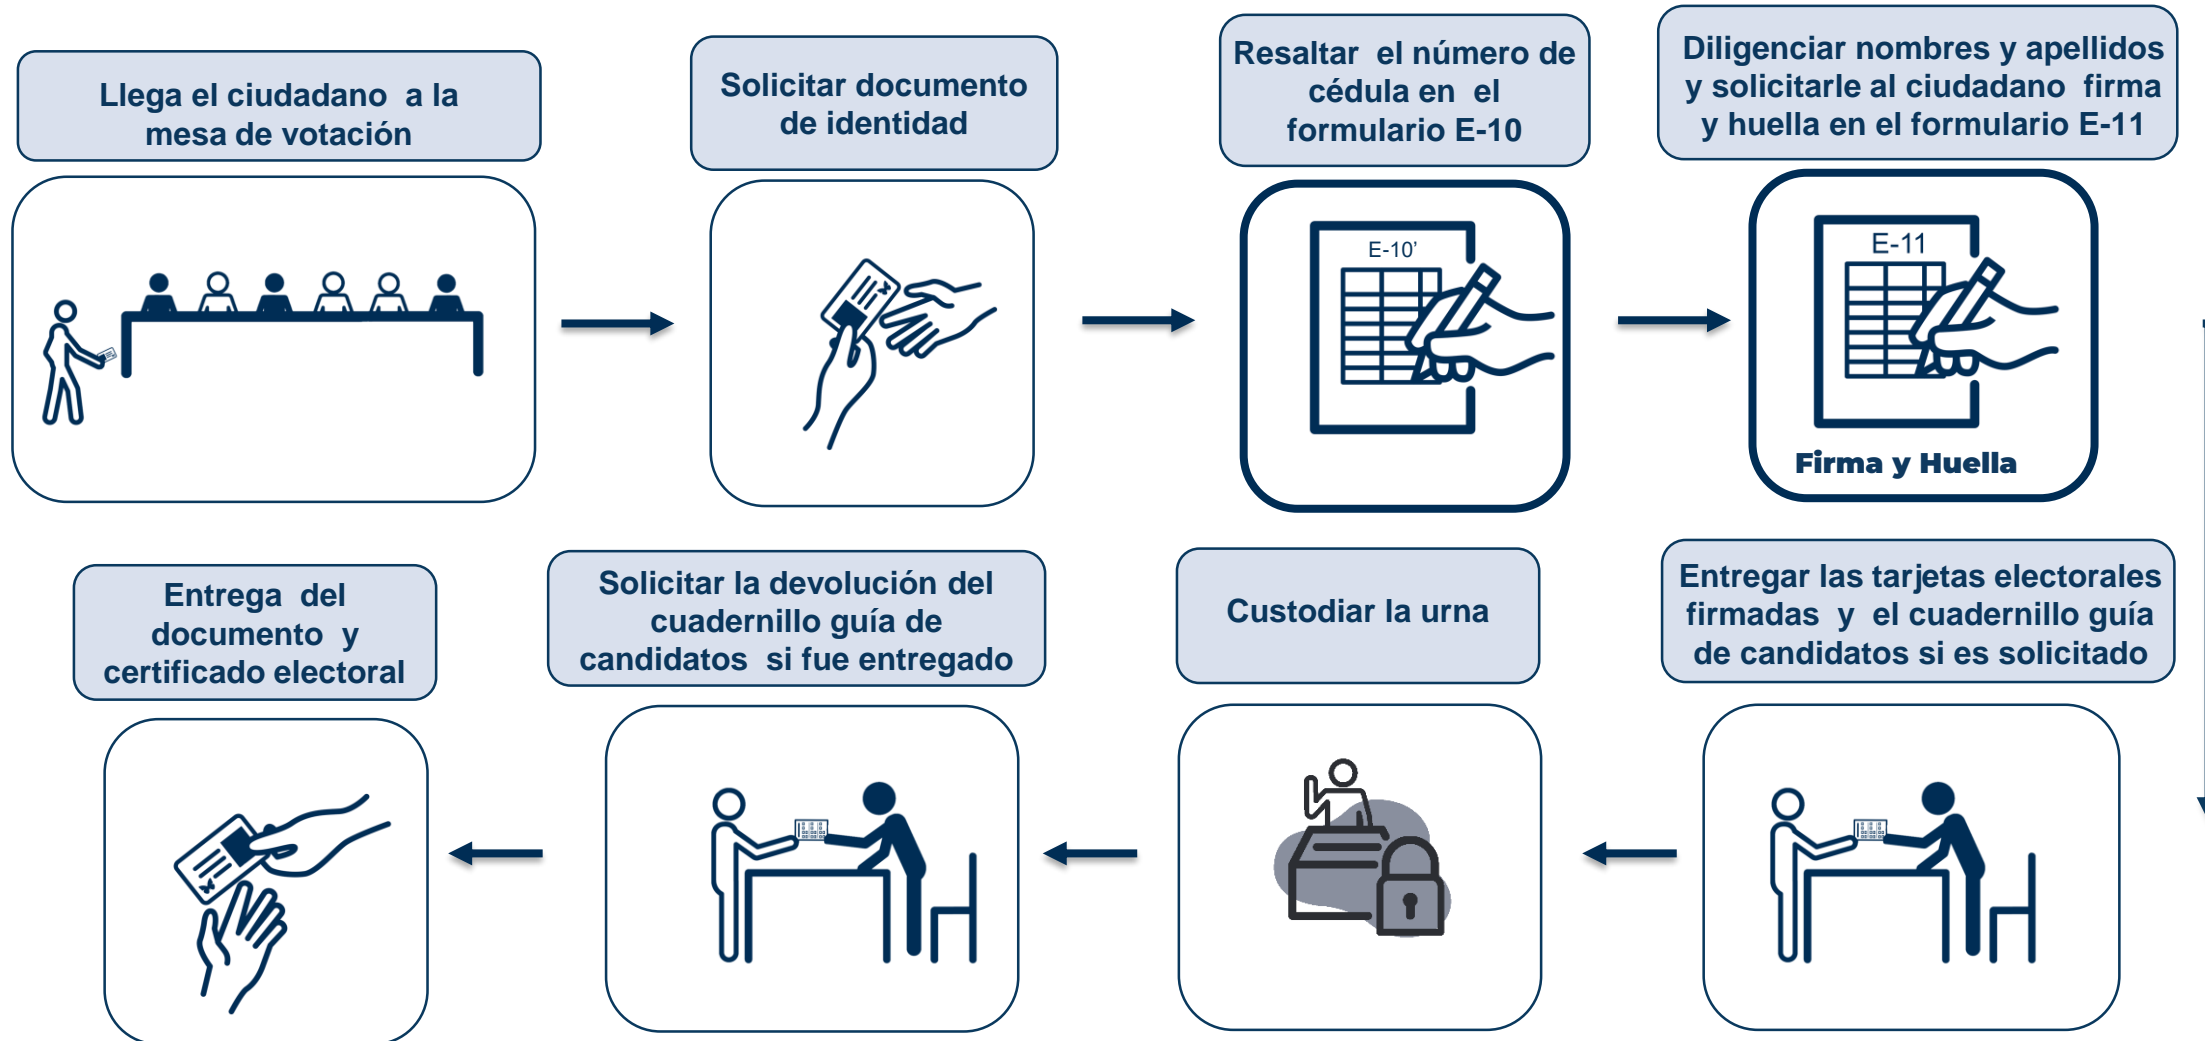 Llega el ciudadano a la
mesa de votación
Solicitar documento
de identidad
Resaltar el número de
cédula en el
formulario E-10
Diligenciar nombres y apellidos
y solicitarle al ciudadano firma
y huella en el formulario E-11
E-10’
E-11
Firma y Huella
Entregar las tarjetas electorales
firmadas y el cuadernillo guía
de candidatos si es solicitado
Custodiar la urna
Solicitar la devolución del
cuadernillo guía de
candidatos si fue entregado
Entrega del
documento y
certificado electoral